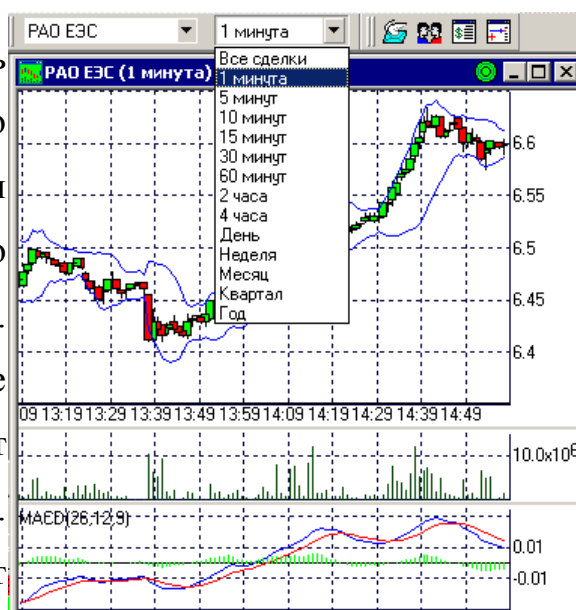 РАО ЕЭС
1 минута
Все сделки
РАО ЕЭС (1 минута)
1 минута
5 минут
10 минут
15 минут
30 минут
60 минут
2 часа
4 часа
День
Неделя
Месяц
Квартал
Год
6.6
6.55
6.5
6.45
6.4
09 13:19 13:29 13:39 13:49 13:59 14:09 14:19 14:29 14:39 14:49
10.0x10⁶
MACD(26,12,9)
0.01
-0.01